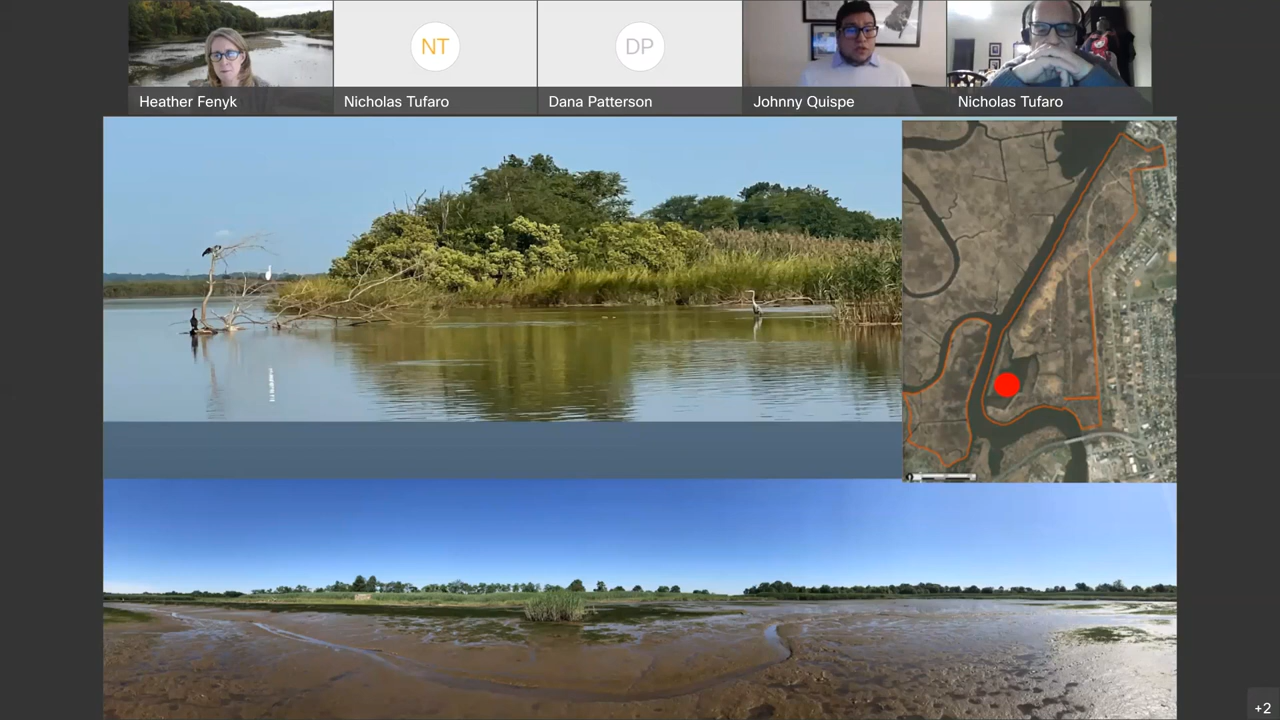 NT
DP
Heather Fenyk
Nicholas Tufaro
Dana Patterson
Johnny Quispe
Nicholas Tufaro
+2